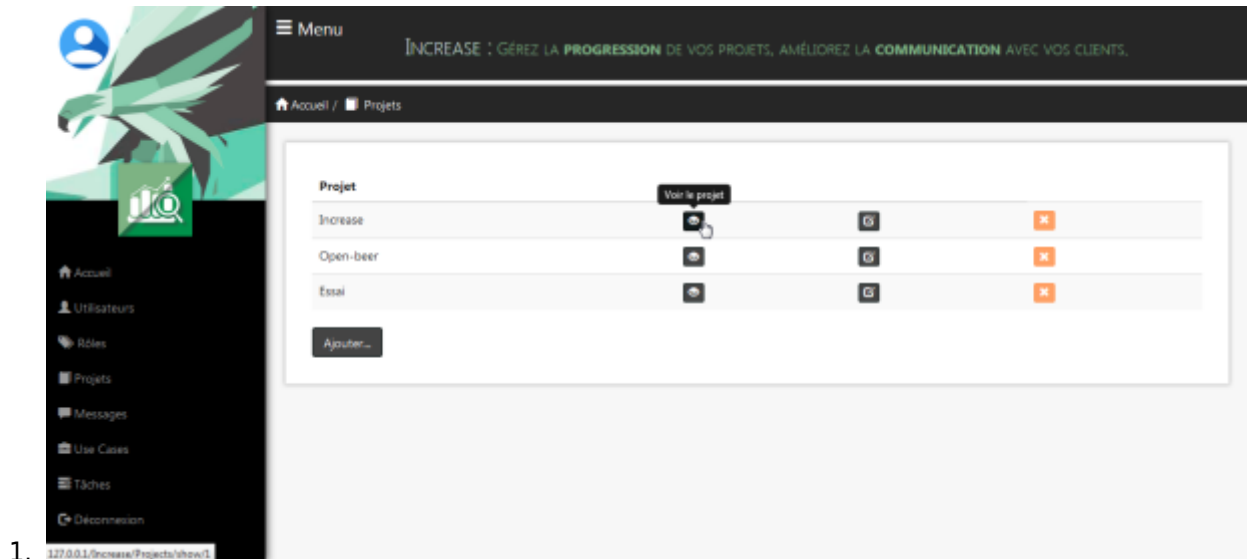 Menu
INCREASE : GÉREZ LA PROGRESSION DE VOS PROJETS, AMÉLIOREZ LA COMMUNICATION AVEC VOS CLIENTS.
Accueil / Projets
Projet
Voir le projet
Increase
Open-beer
Essai
Ajouter...
Accueil
Utilisateurs
Rôles
Projets
Messages
Use Cases
Tâches
Déconnexion
1. 127.0.0.1/Increase/Projects/show/1